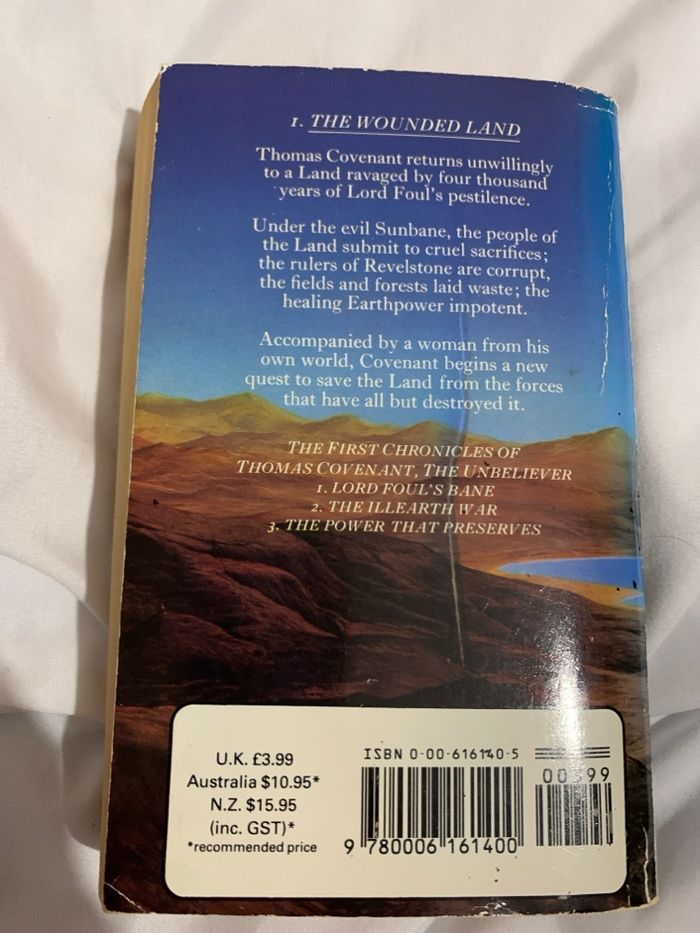 1. THE WOUNDED LAND
Thomas Covenant returns unwillingly
to a Land ravaged by four thousand
years of Lord Foul's pestilence.
Under the evil Sunbane, the people of
the Land submit to cruel sacrifices;
the rulers of Revelstone are corrupt,
the fields and forests laid waste; the
healing Earthpower impotent.
Accompanied by a woman from his
own world, Covenant begins a new
quest to save the Land from the forces
that have all but destroyed it.
THE FIRST CHRONICLES OF
THOMAS COVENANT, THE UNBELIEVER
1. LORD FOUL'S BANE
2. THE ILLEARTH WAR
3. THE POWER THAT PRESERVES
U.K. £3.99
Australia $10.95*
N.Z. $15.95
(inc. GST)*
*recommended price
ISBN 0-00-616140-5
00399
9 780006 161400